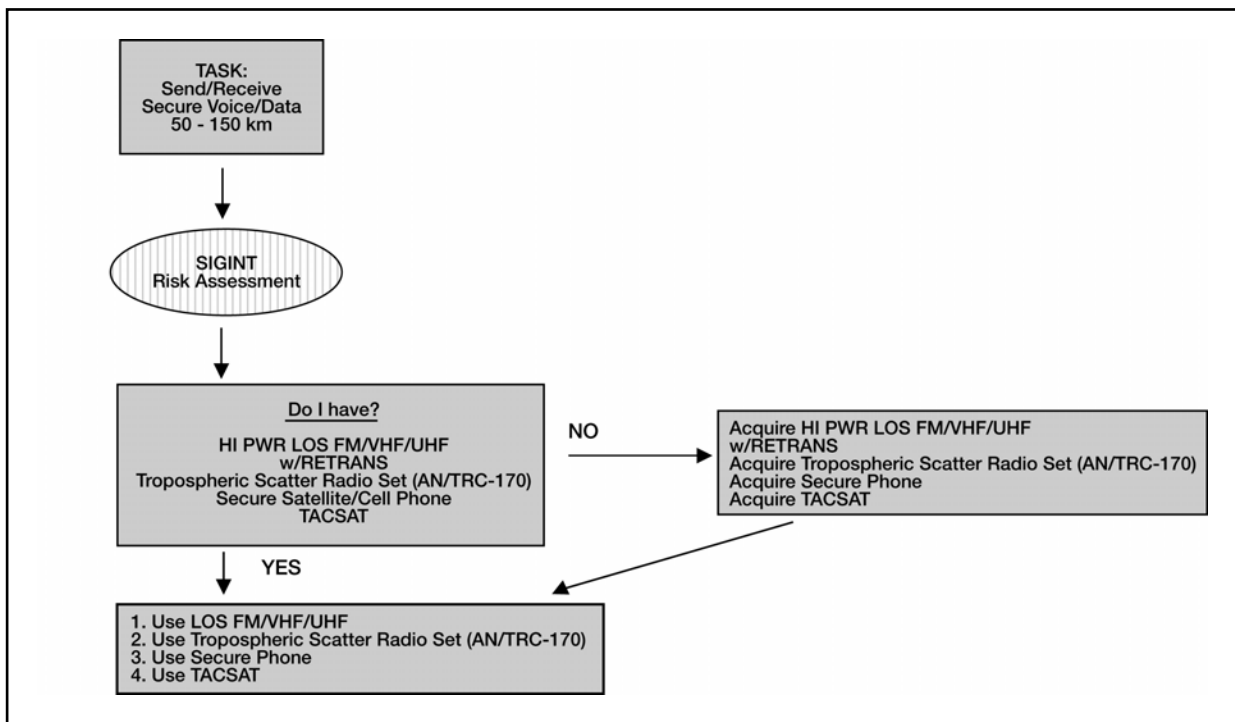 TASK:
Send/Receive
Secure Voice/Data
50 - 150 km
SIGINT
Risk Assessment
Do I have?
HI PWR LOS FM/VHF/UHF
w/RETRANS
Tropospheric Scatter Radio Set (AN/TRC-170)
Secure Satellite/Cell Phone
TACSAT
NO
Acquire HI PWR LOS FM/VHF/UHF
w/RETRANS
Acquire Tropospheric Scatter Radio Set (AN/TRC-170)
Acquire Secure Phone
Acquire TACSAT
YES
1. Use LOS FM/VHF/UHF
2. Use Tropospheric Scatter Radio Set (AN/TRC-170)
3. Use Secure Phone
4. Use TACSAT